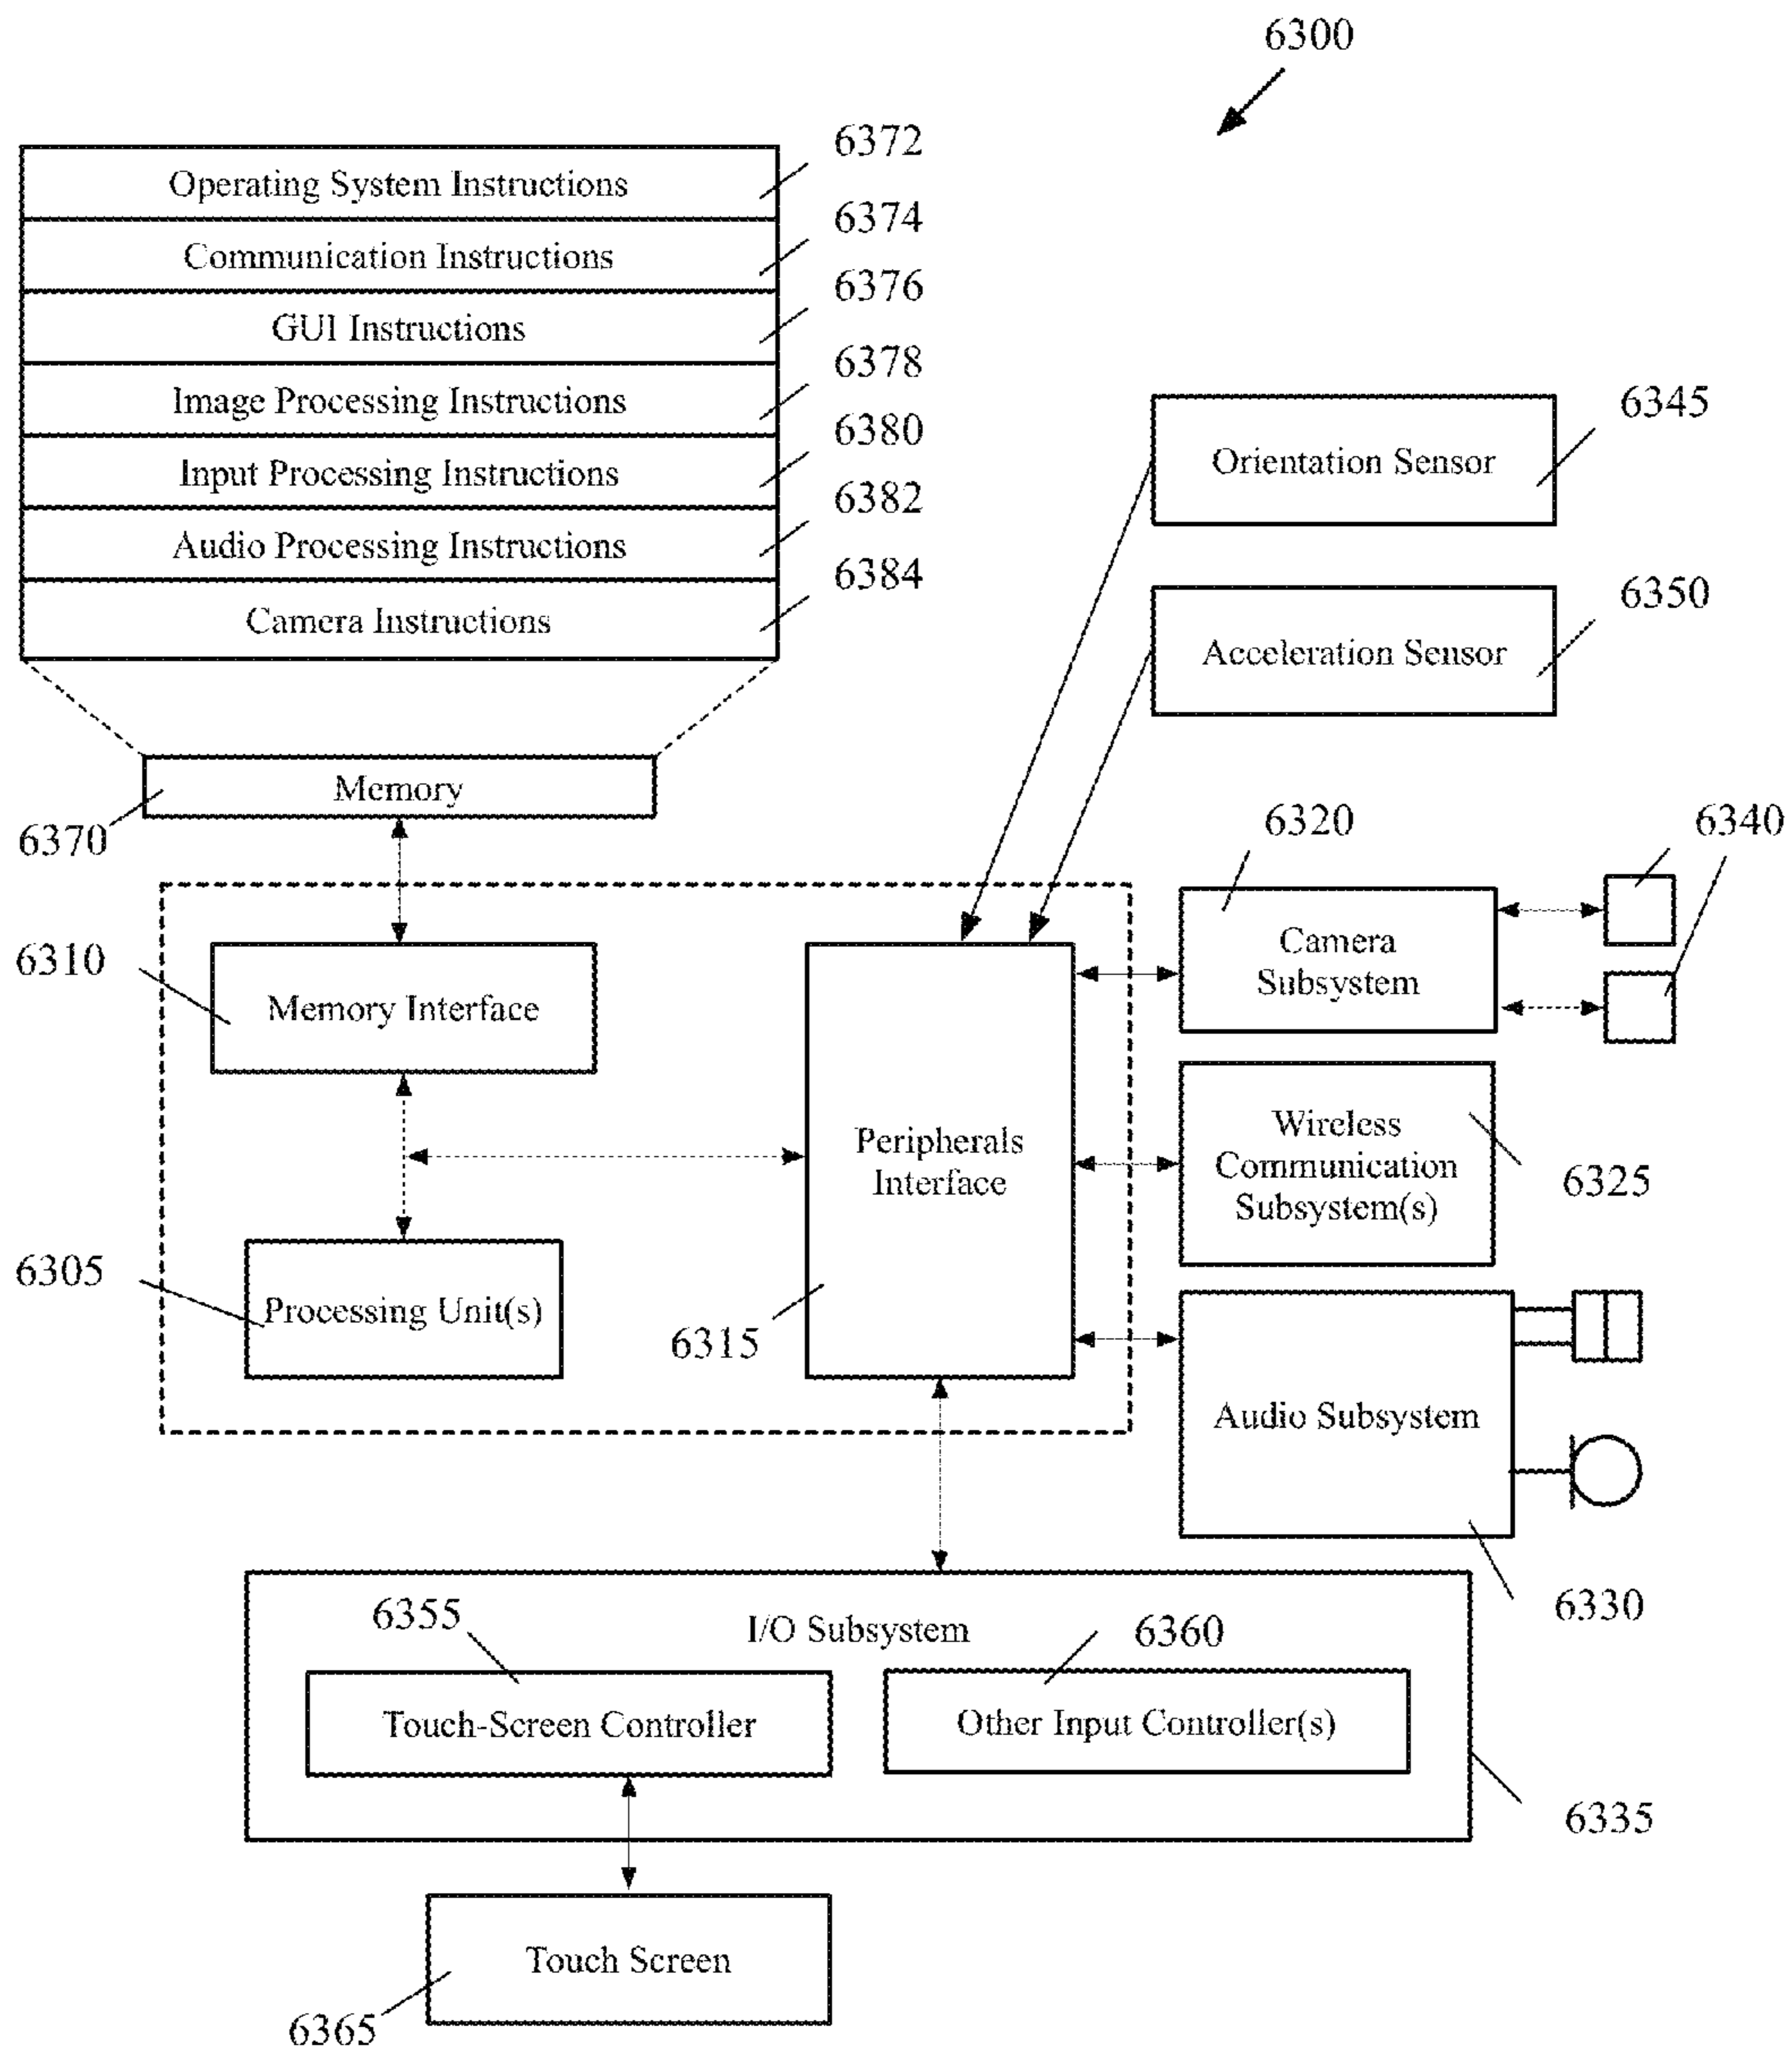 6300
6372
Operating System Instructions
6374
Communication Instructions
6376
GUI Instructions
6378
Image Processing Instructions
6380
Input Processing Instructions
6382
Audio Processing Instructions
6384
Camera Instructions
6345
Orientation Sensor
6350
Acceleration Sensor
Memory
6370
6320
6340
Camera
Subsystem
6310
Memory Interface
Peripherals
Interface
Wireless
Communication
Subsystem(s)
6325
6305
Processing Unit(s)
6315
Audio Subsystem
6330
6355
I/O Subsystem
6360
Touch-Screen Controller
Other Input Controller(s)
6335
Touch Screen
6365